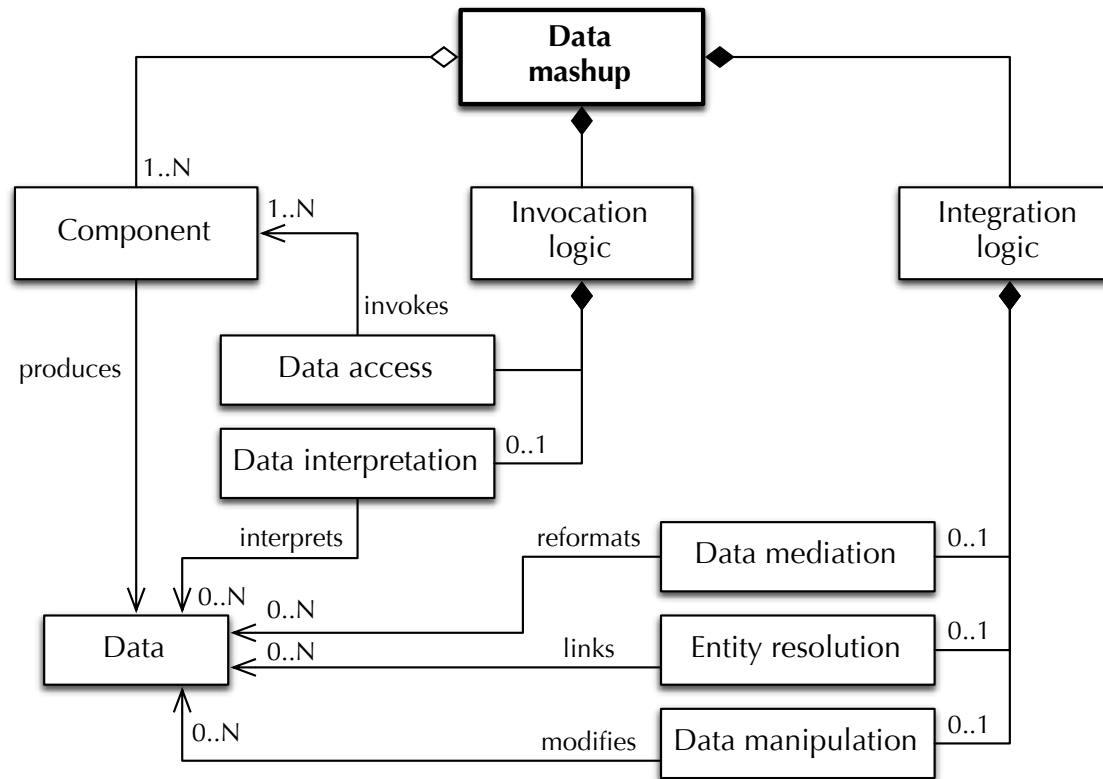 Data
mashup
1..N
Component
1..N
Invocation
logic
Integration
logic
invokes
produces
Data access
Data interpretation
0..1
interprets
reformats
Data mediation
0..1
0..N
0..N
Data
0..N
links
Entity resolution
0..1
0..N
modifies
Data manipulation
0..1